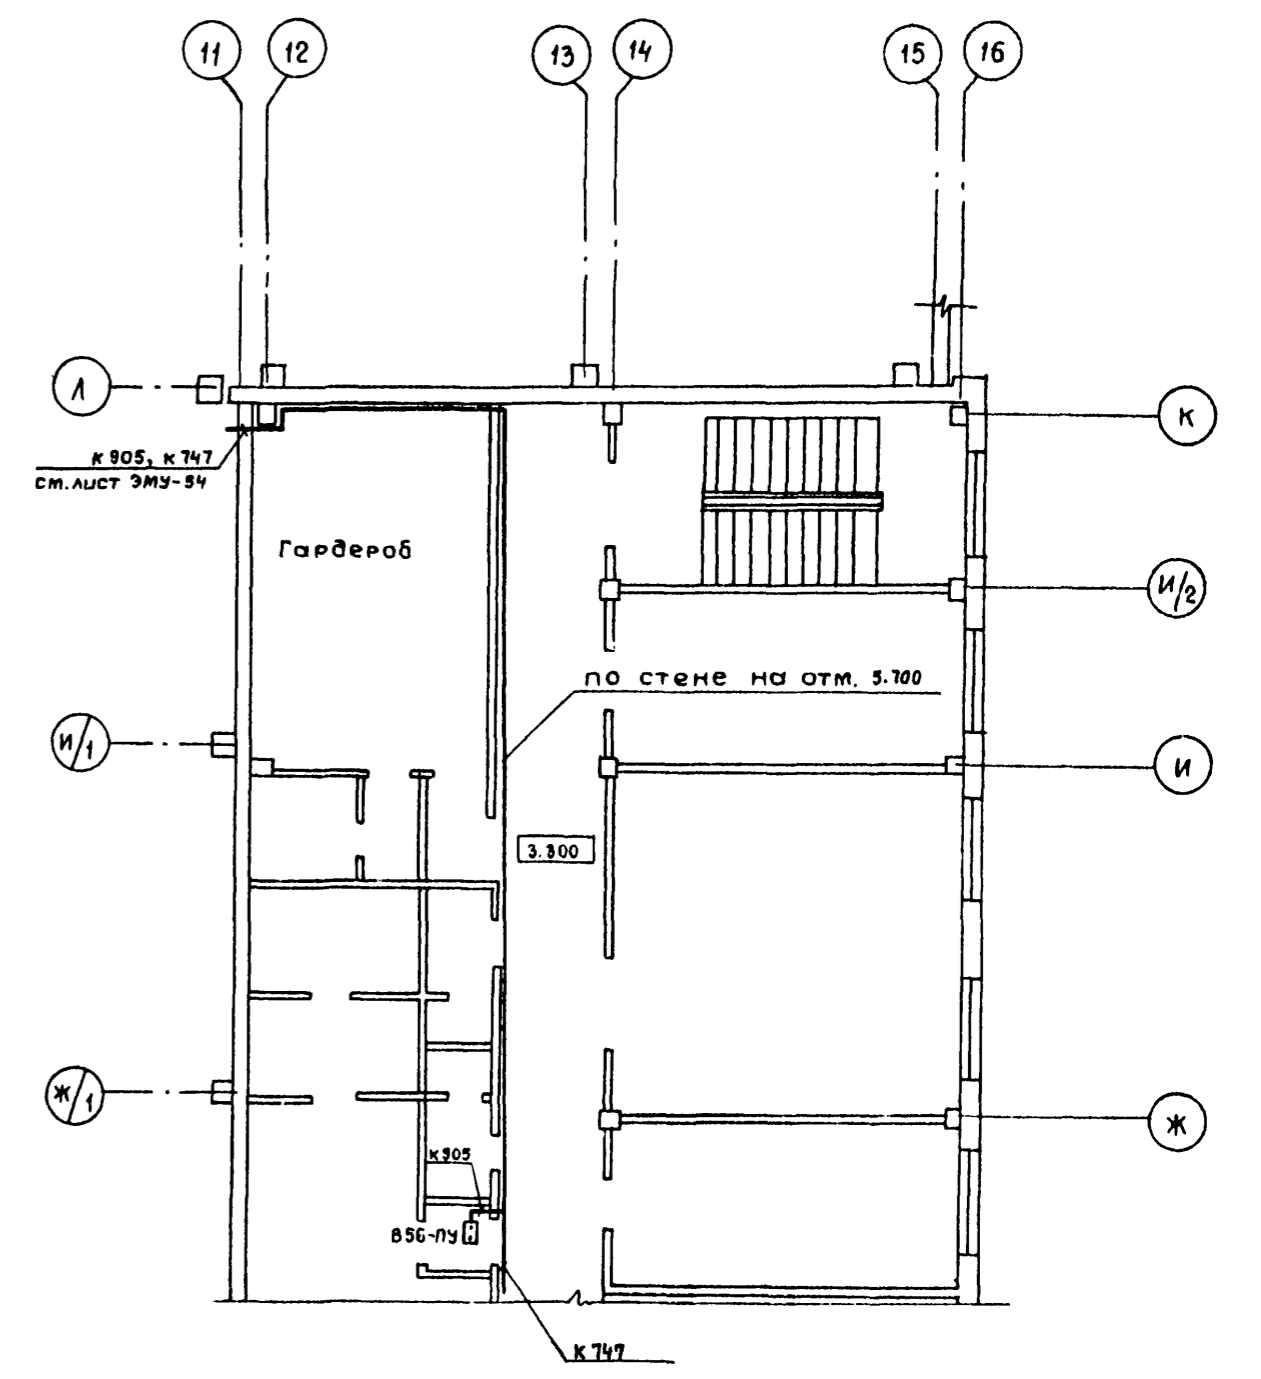 11 12 13 14 15 16
Л
К
К 905, К 747
см. лист ЭМУ-54
Гардероб
И/2
по стене на отм. 5.700
И/1
И
3.300
Ж/1
Ж
К 905
В56-ПУ
К 747